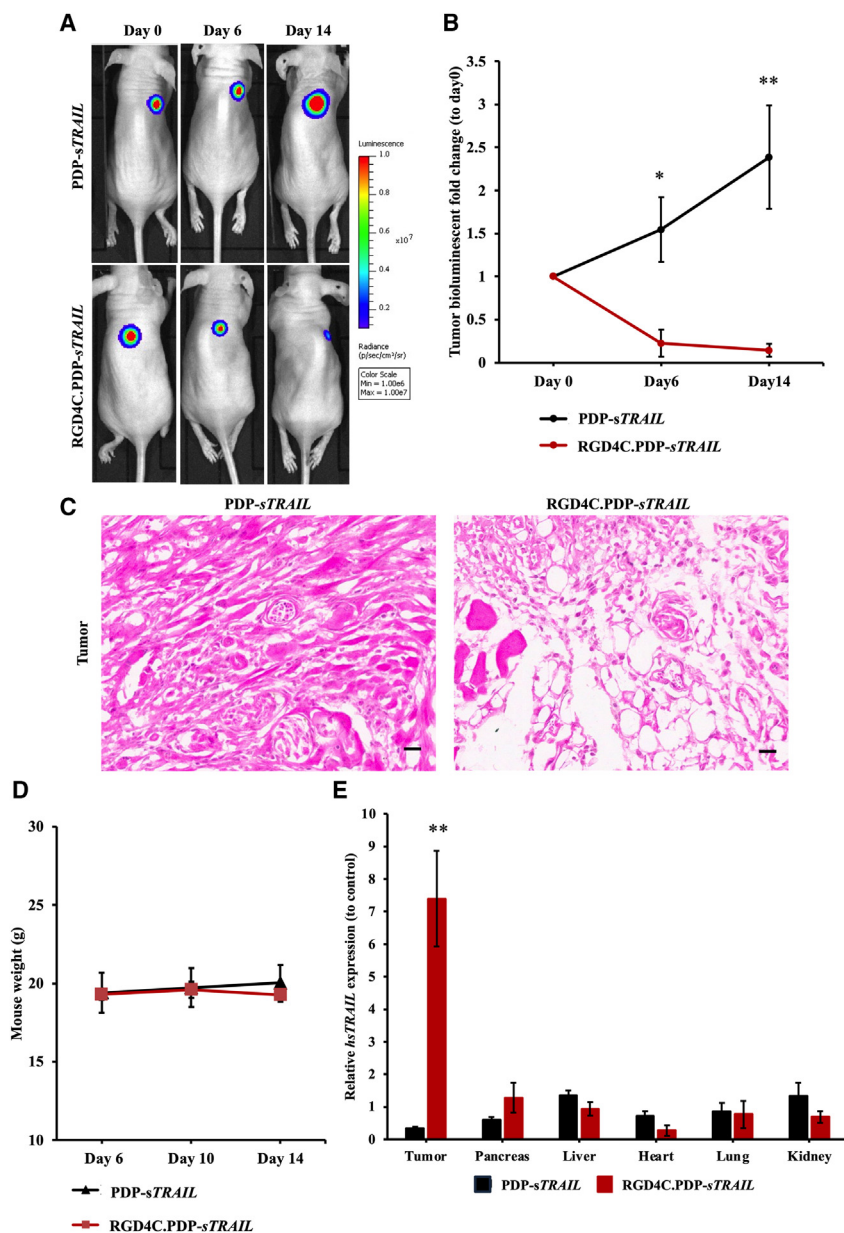 A
Day 0 Day 6 Day 14
PDP-sTRAIL
RGD4C.PDP-sTRAIL
Luminescence
1.0
0.8
0.6
x10⁷
0.4
0.2
Radiance
(p/sec/cm²/sr)
Color Scale
Min = 1.00e6
Max = 1.00e7
B
Tumor bioluminescent fold change (to day0)
3.5
3
2.5
2
1.5
1
0.5
0
*
**
Day 0 Day6 Day14
PDP-sTRAIL
RGD4C.PDP-sTRAIL
C
PDP-sTRAIL RGD4C.PDP-sTRAIL
Tumor
D
Mouse weight (g)
30
25
20
15
10
Day 6 Day 10 Day 14
PDP-sTRAIL
RGD4C.PDP-sTRAIL
E
Relative hsTRAIL expression (to control)
10
9
8
7
6
5
4
3
2
1
0
**
Tumor Pancreas Liver Heart Lung Kidney
PDP-sTRAIL RGD4C.PDP-sTRAIL